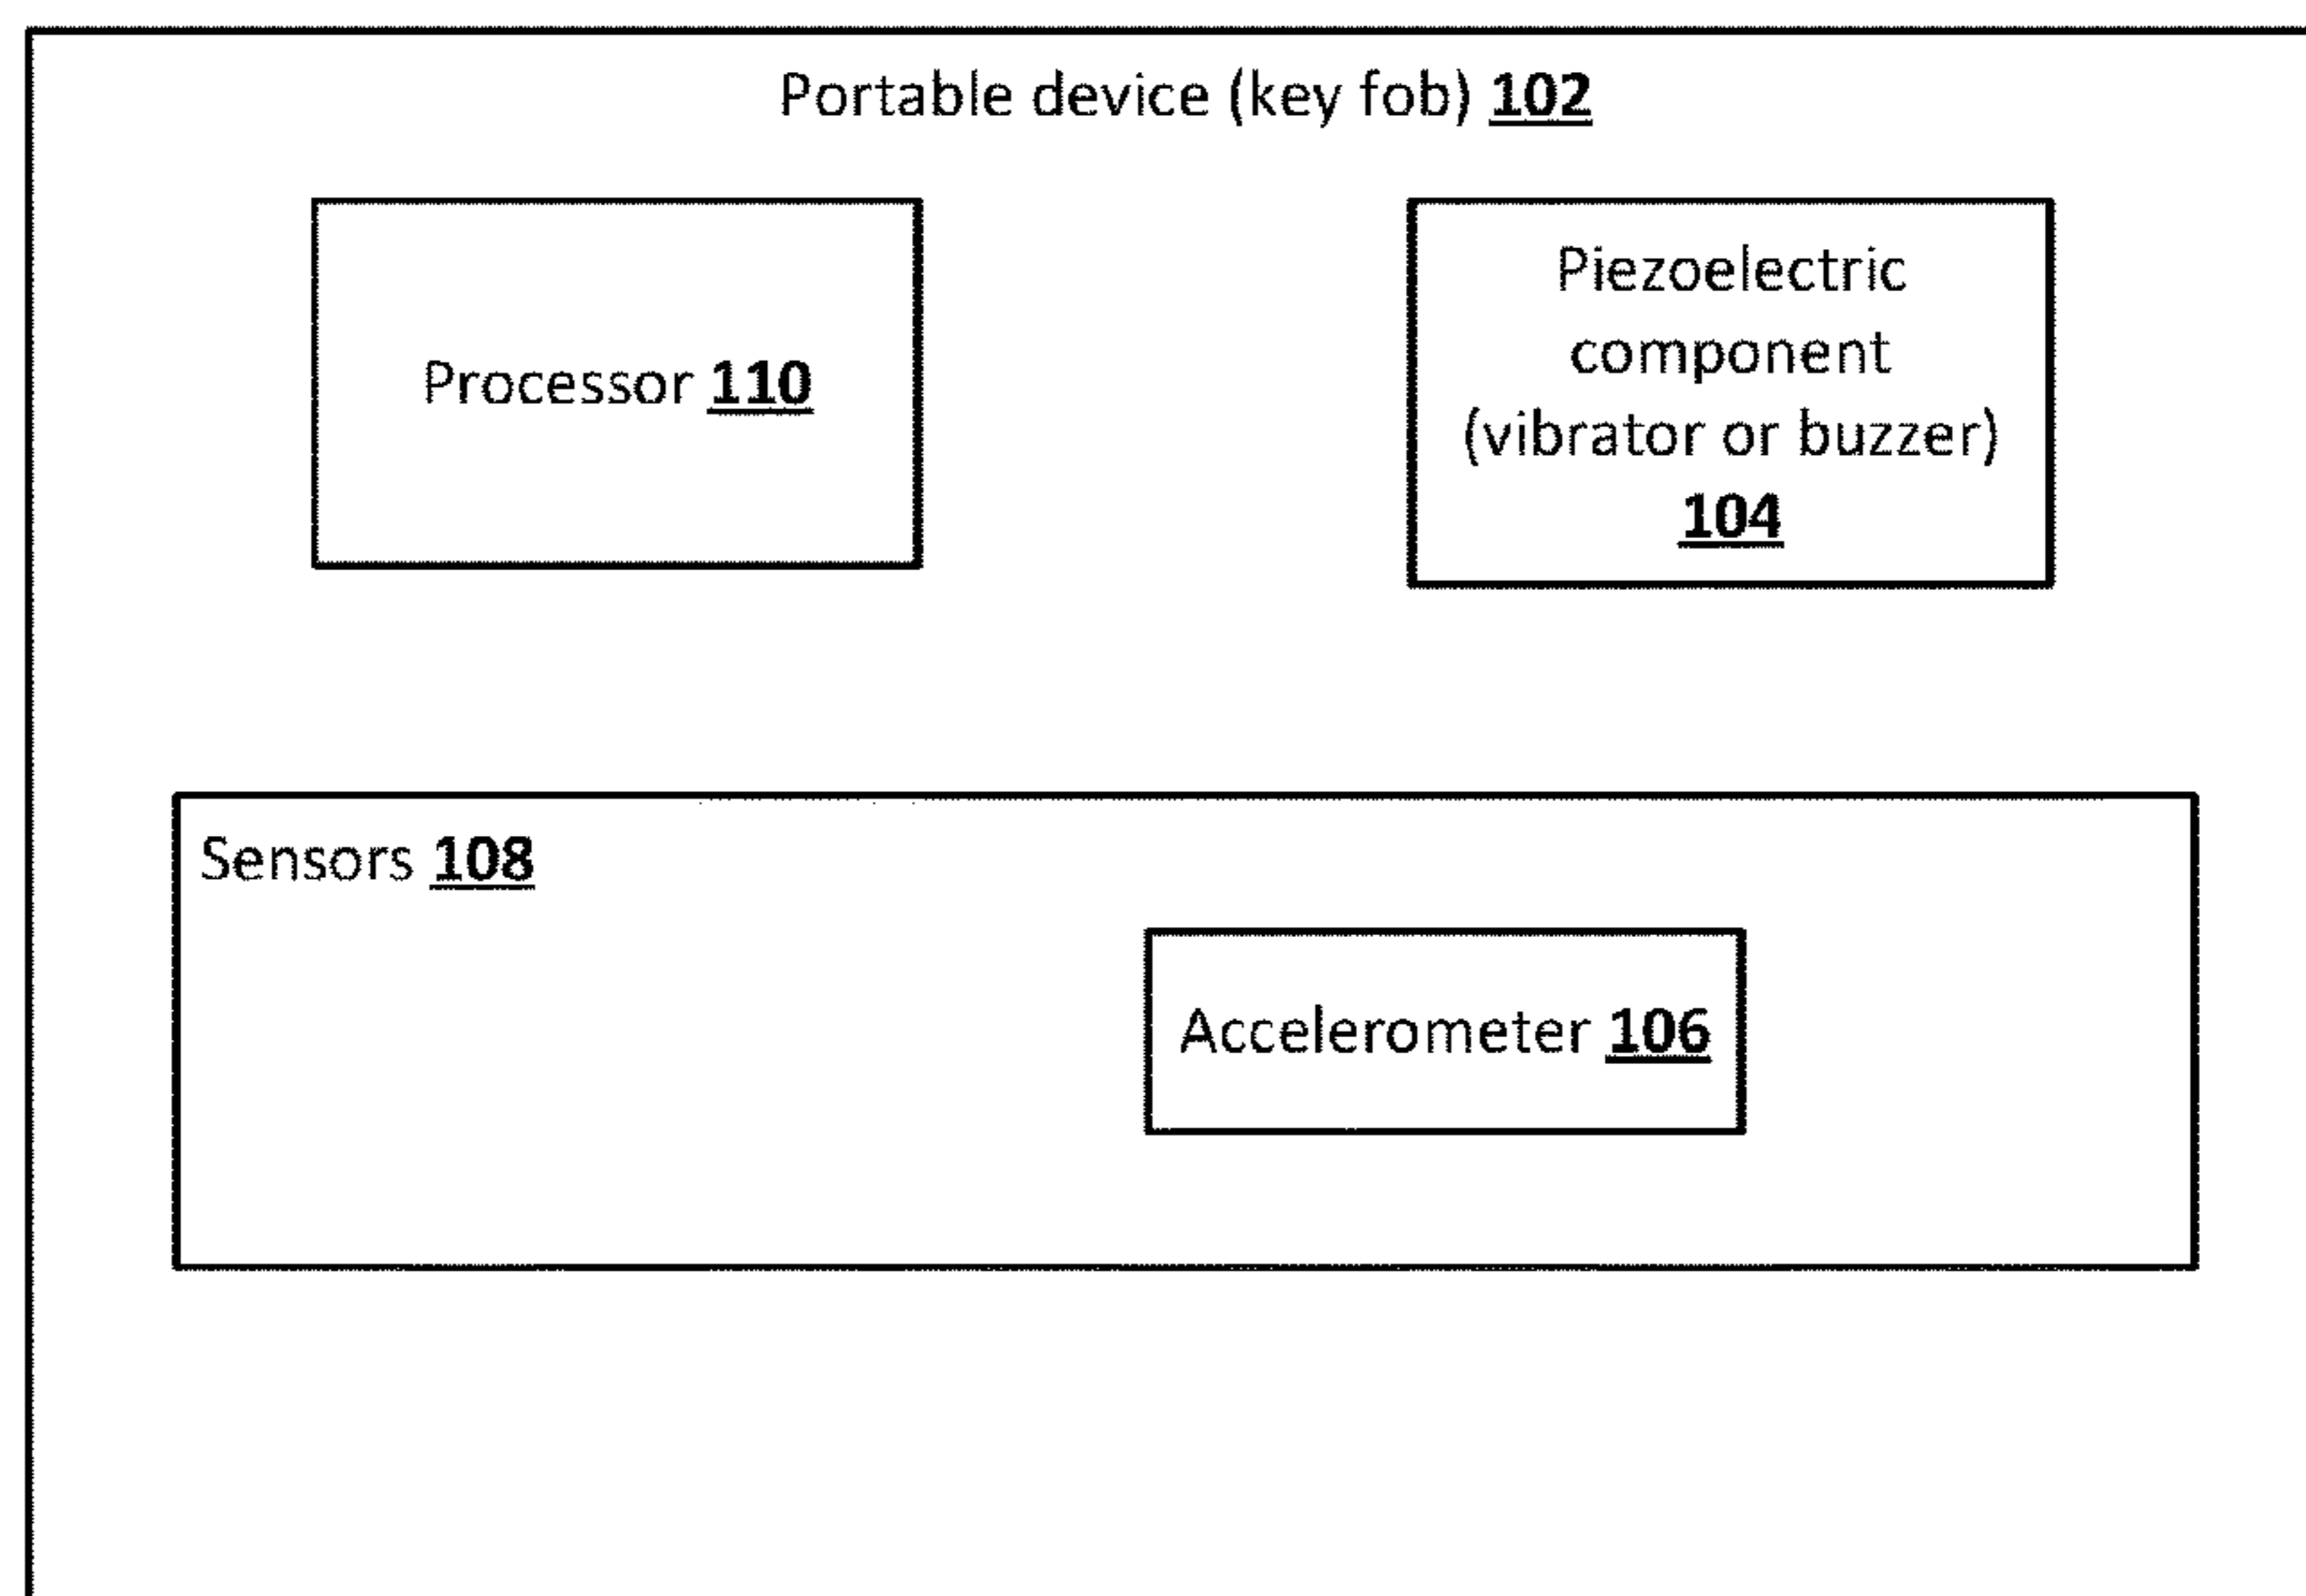 Portable device (key fob) 102
Processor 110
Piezoelectric
component
(vibrator or buzzer)
104
Sensors 108
Accelerometer 106